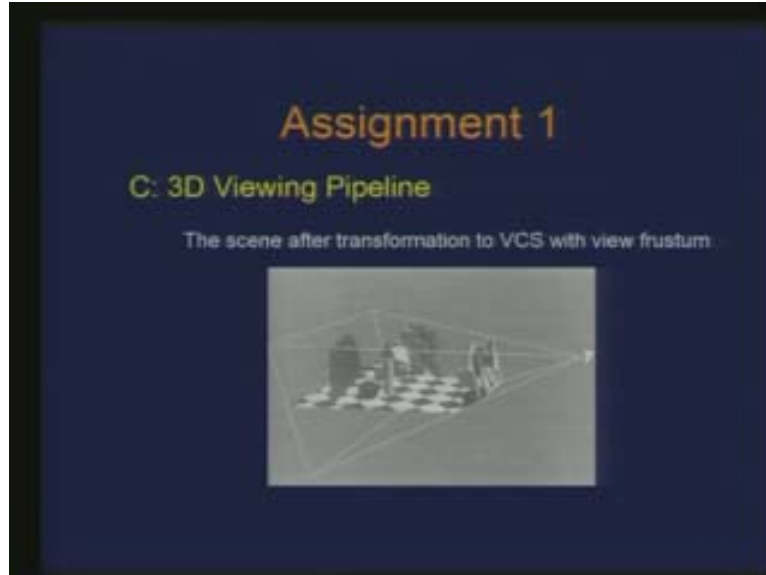 Assignment 1
C: 3D Viewing Pipeline
The scene after transformation to VCS with view frustum